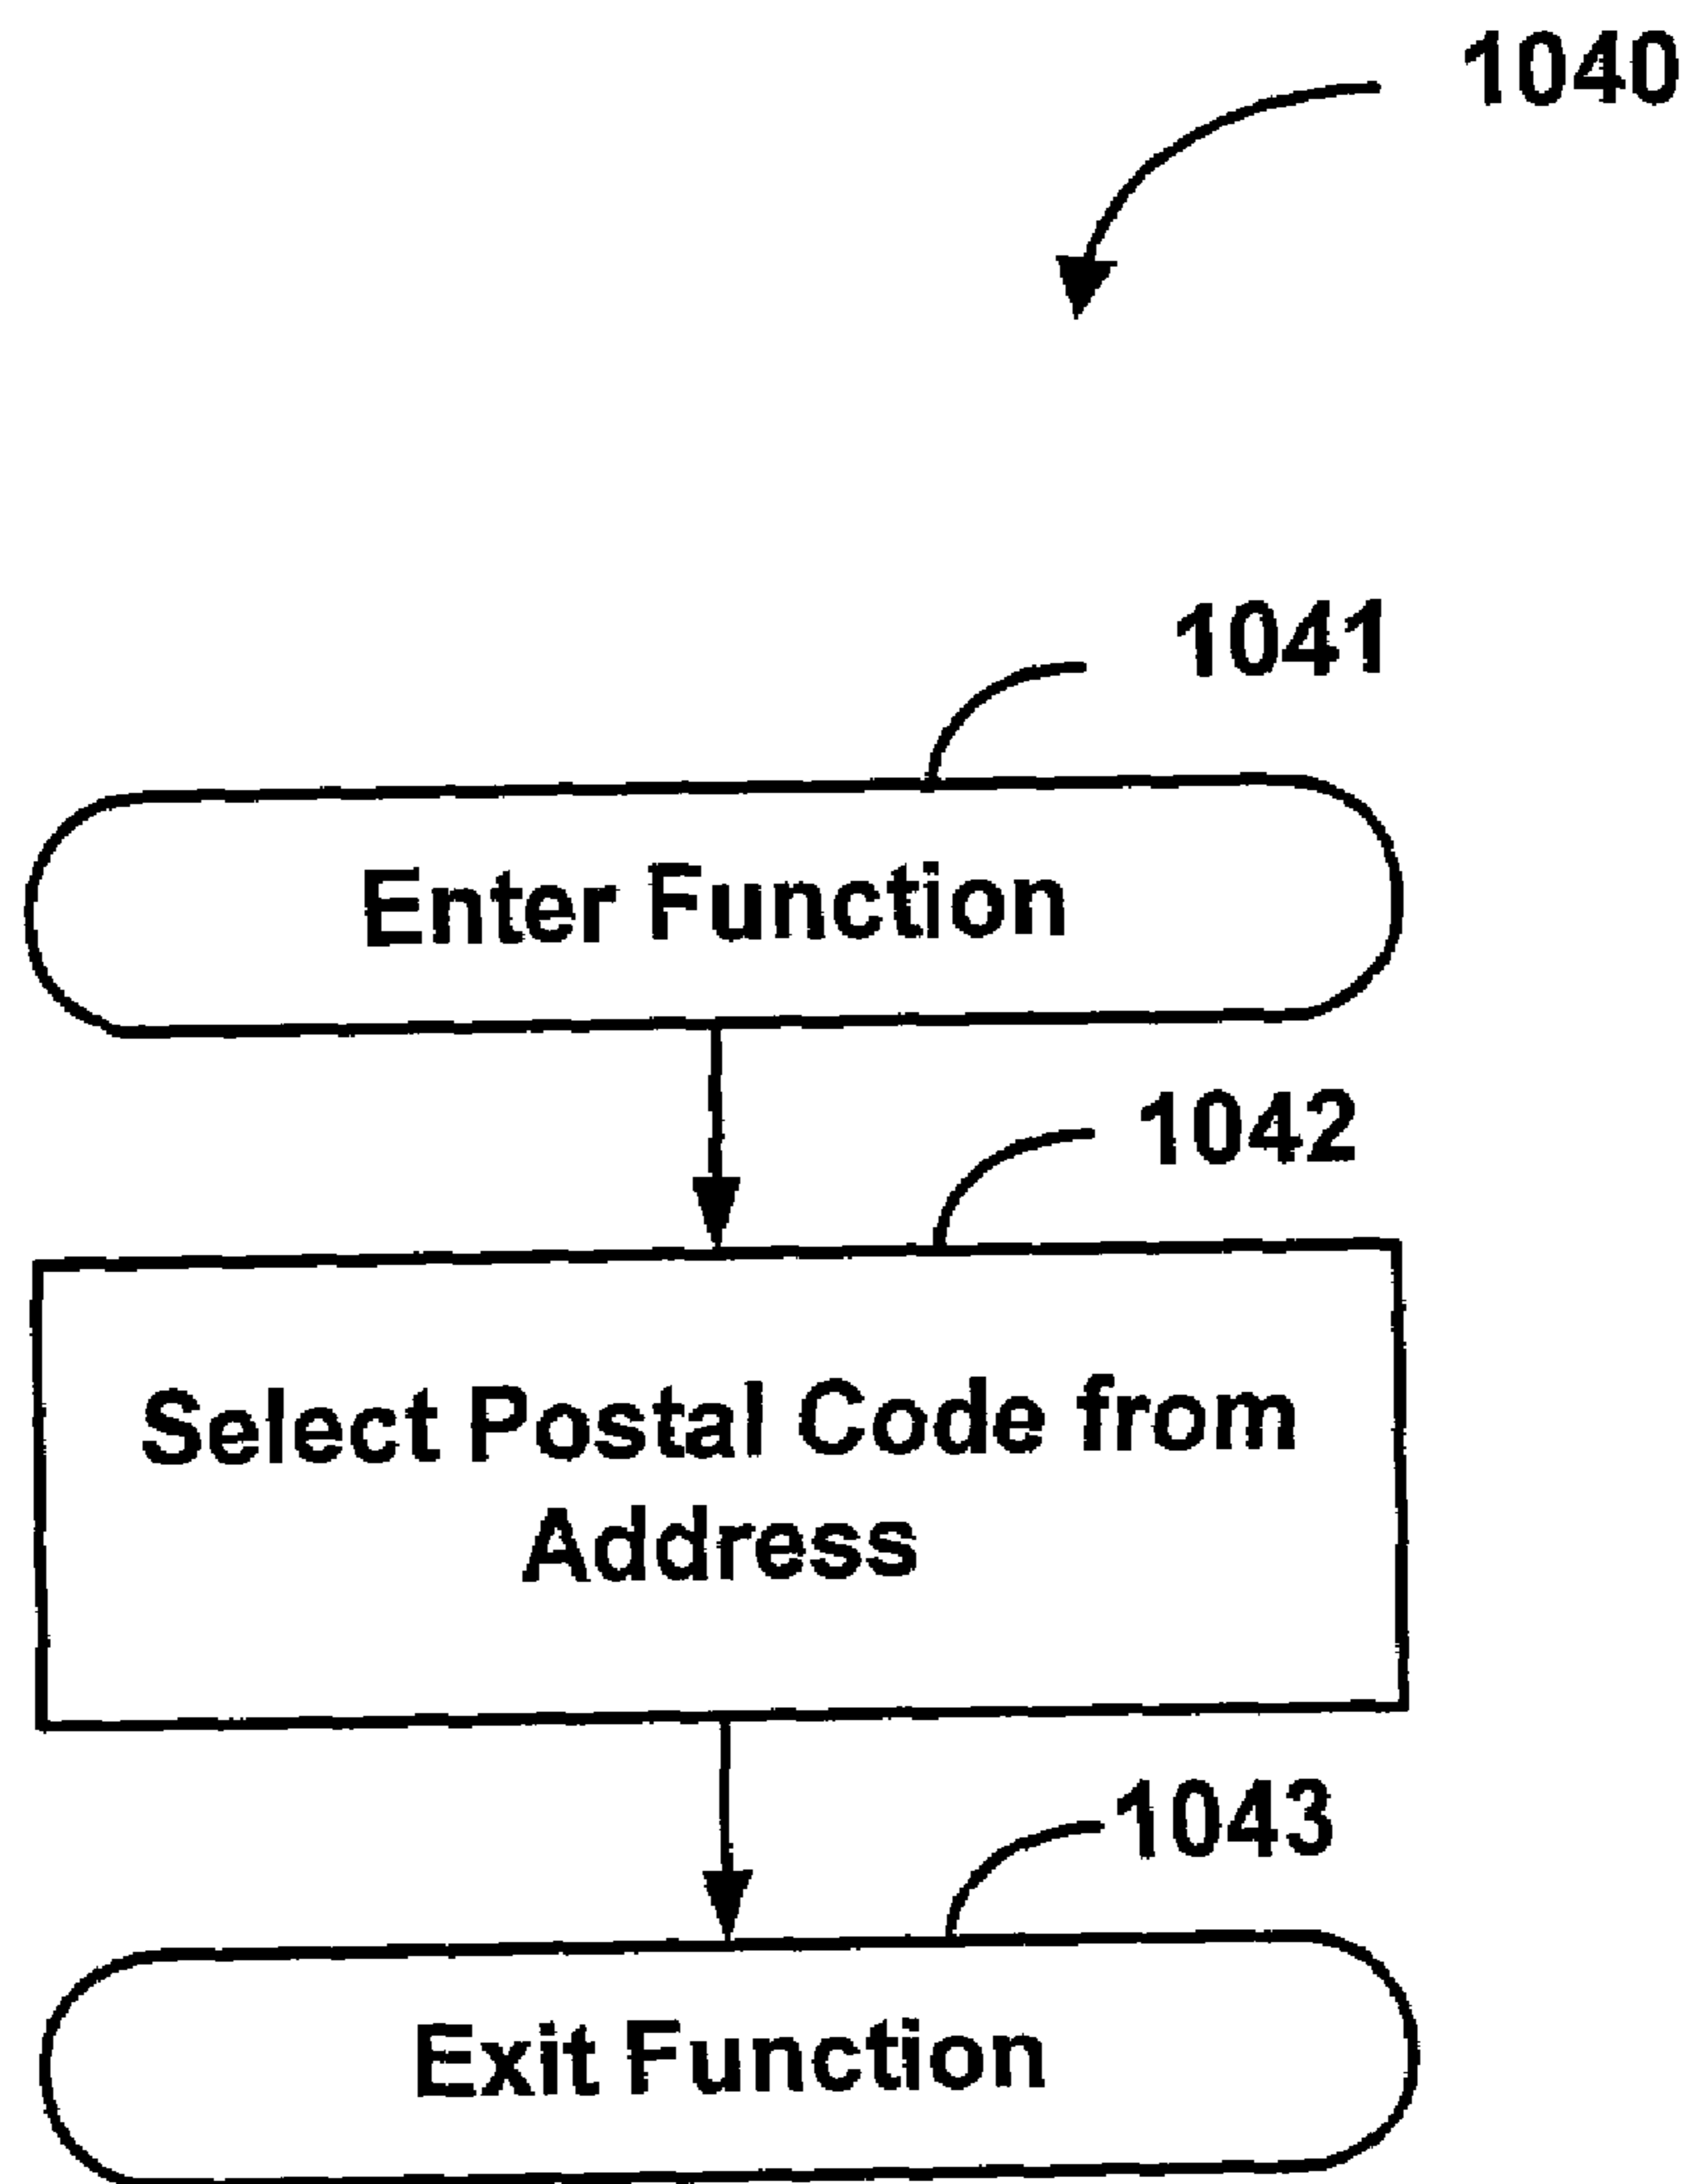 1040
1041
Enter Function
1042
Select Postal Code from
Address
1043
Exit Function